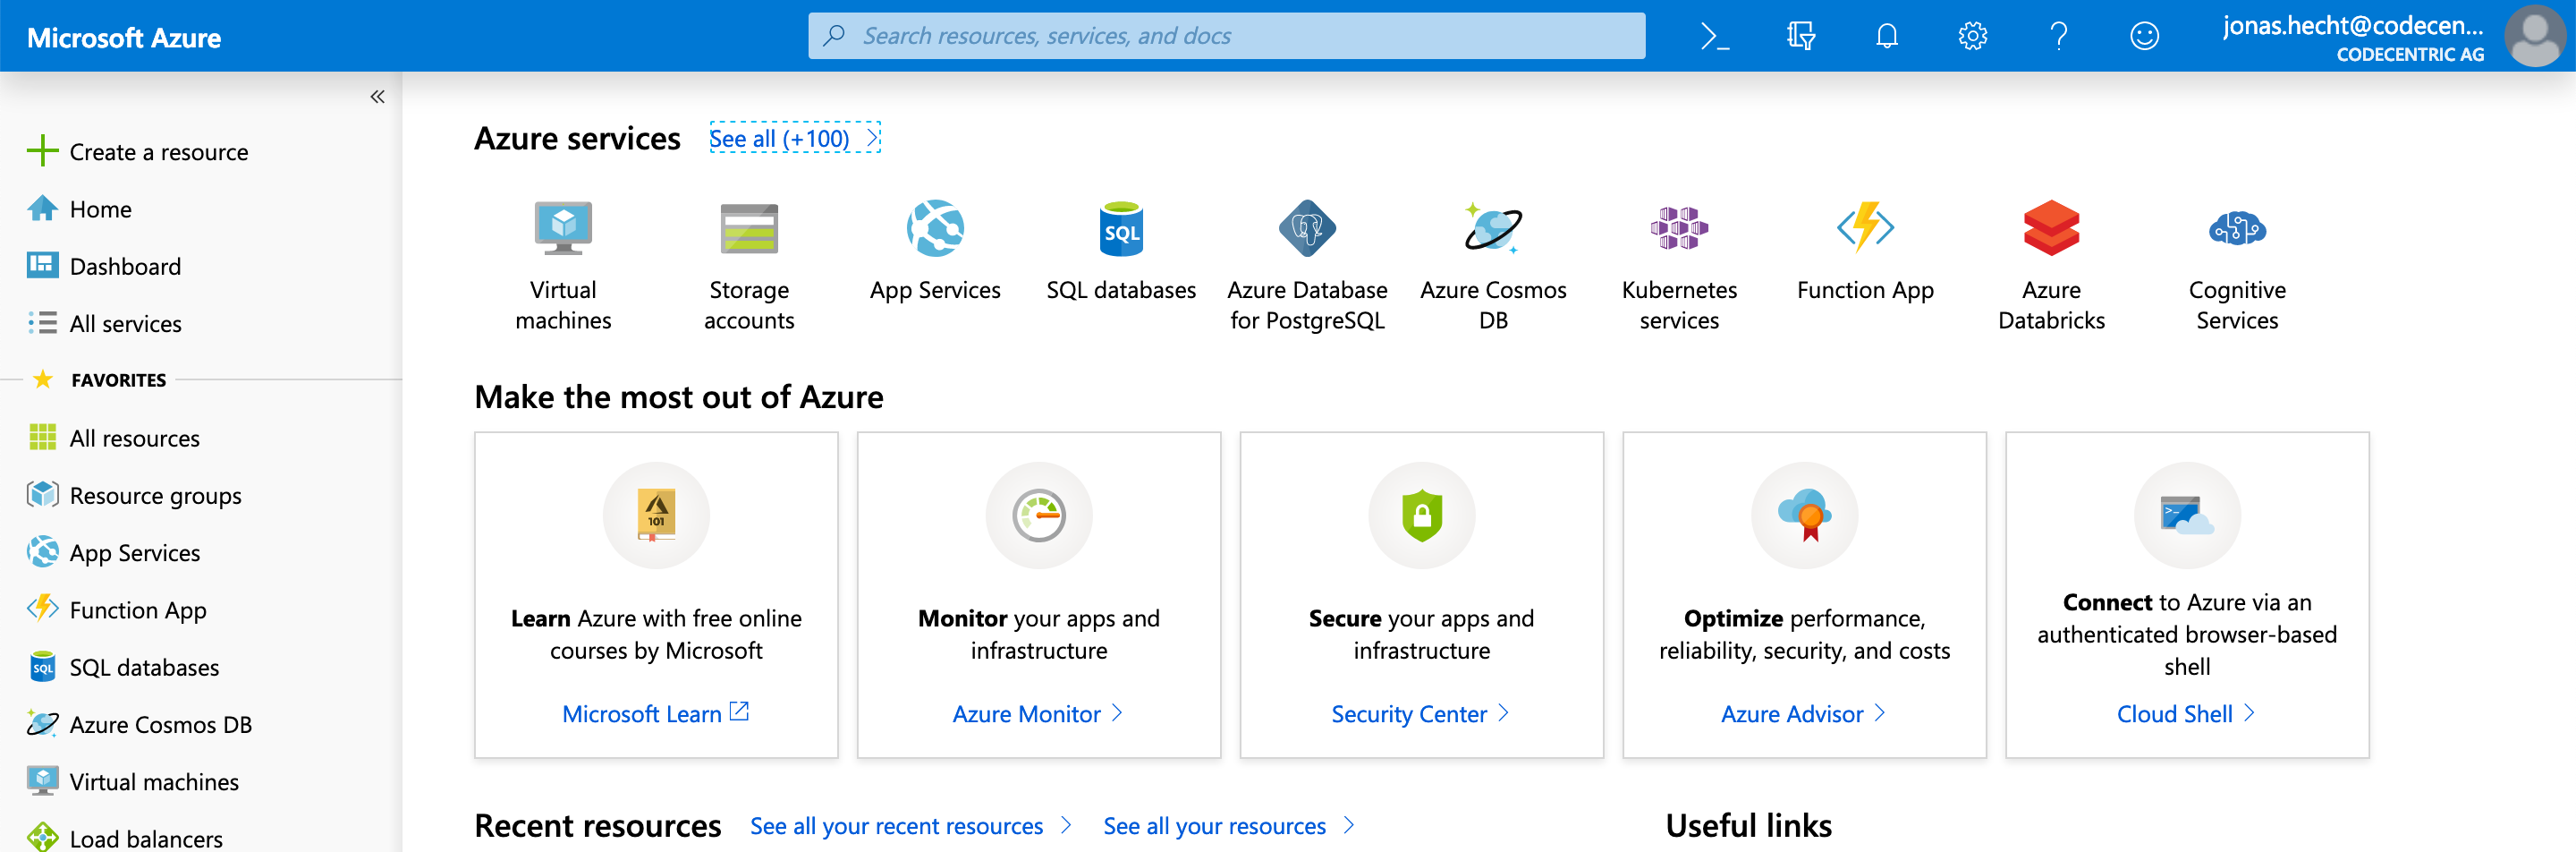 Microsoft Azure
Search resources, services, and docs
jonas.hecht@codecen...
CODECENTRIC AG
Create a resource
Home
Dashboard
All services
FAVORITES
All resources
Resource groups
App Services
Function App
SQL databases
Azure Cosmos DB
Virtual machines
Load balancers
Azure services
See all (+100)
Virtual
machines
Storage
accounts
App Services
SQL
SQL databases
Azure Database
for PostgreSQL
Azure Cosmos
DB
Kubernetes
services
Function App
Azure
Databricks
Cognitive
Services
Make the most out of Azure
101
Learn Azure with free online
courses by Microsoft
Microsoft Learn
Monitor your apps and
infrastructure
Azure Monitor
Secure your apps and
infrastructure
Security Center
Optimize performance,
reliability, security, and costs
Azure Advisor
Connect to Azure via an
authenticated browser-based
shell
Cloud Shell
Recent resources
See all your recent resources
See all your resources
Useful links